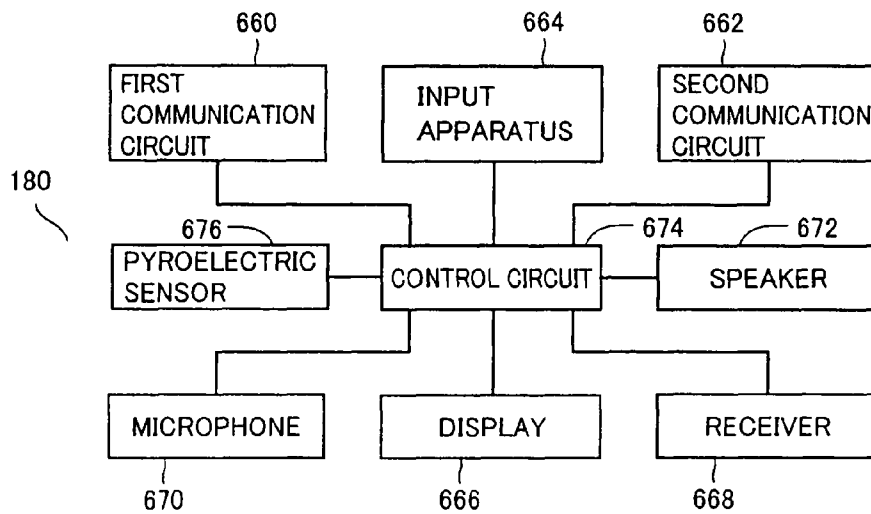 660
664
662
FIRST
COMMUNICATION
CIRCUIT
INPUT
APPARATUS
SECOND
COMMUNICATION
CIRCUIT
180
676
674
672
PYROELECTRIC
SENSOR
CONTROL CIRCUIT
SPEAKER
MICROPHONE
DISPLAY
RECEIVER
670
666
668